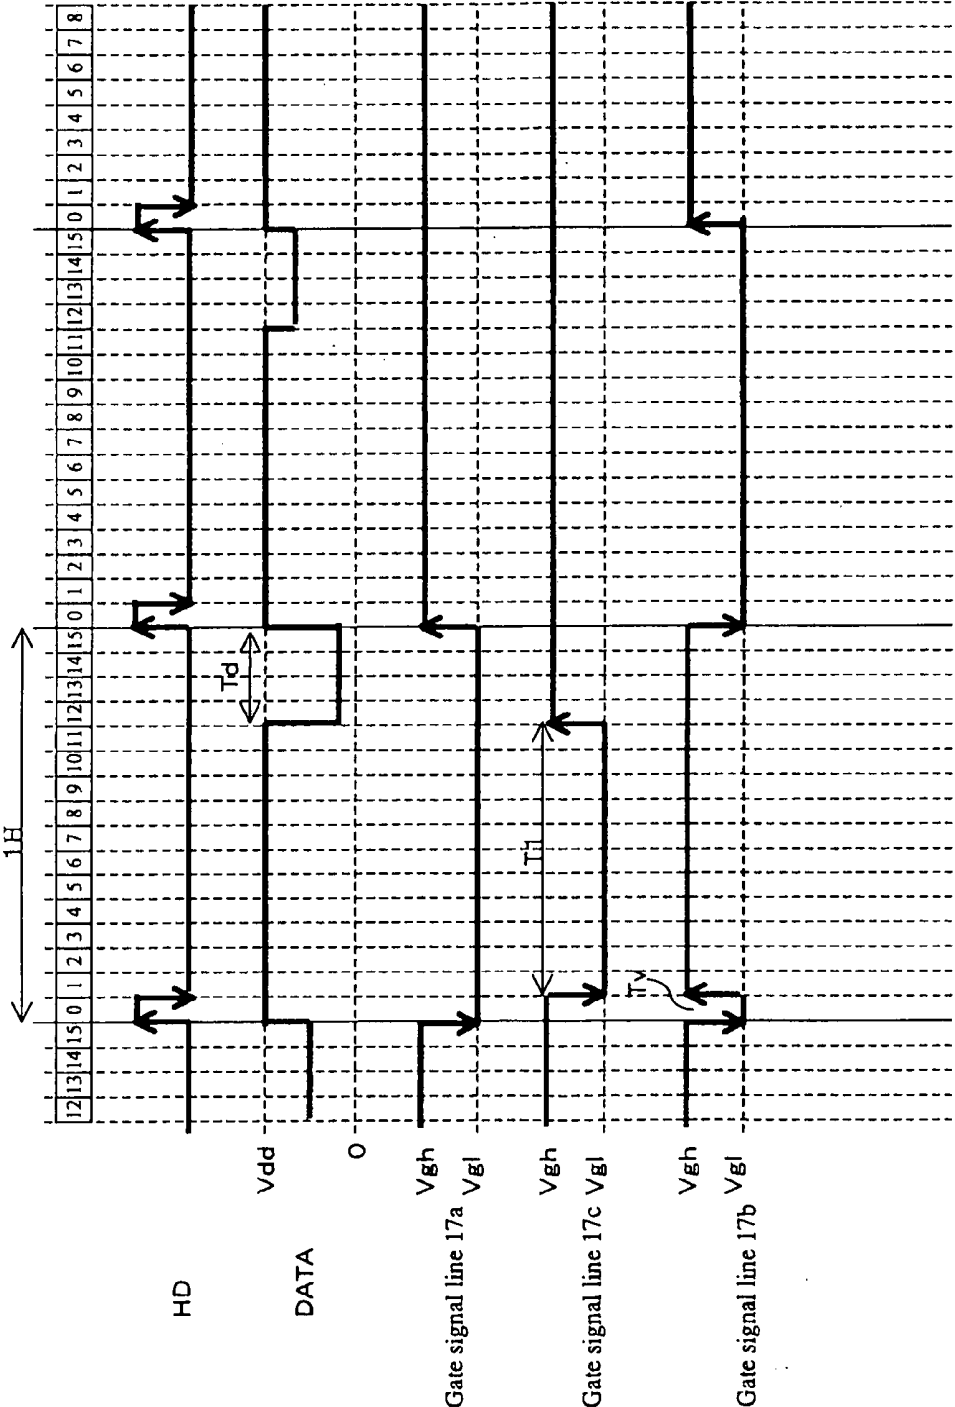 1H
12 13 14 15 0 1 2 3 4 5 6 7 8 9 10 11 12 13 14 15 0 1 2 3 4 5 6 7 8 9 10 11 12 13 14 15 0 1 2 3 4 5 6 7 8
HD
Vdd
Td
DATA
0
Vgh
Gate signal line 17a Vgl
Vgh
T1
Gate signal line 17c Vgl
Tv
Vgh
Gate signal line 17b Vgl